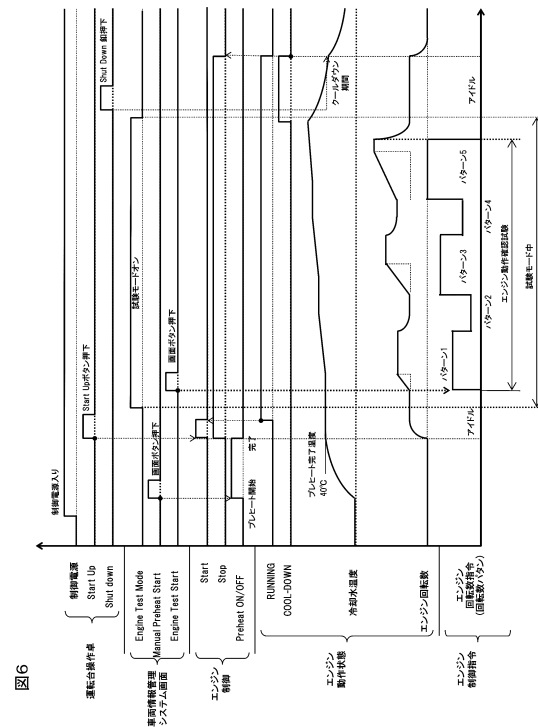 図6
運転台操作卓
制御電源
Start Up
Shut down
車両情報管理
システム画面
Engine Test Mode
Manual Preheat Start
Engine Test Start
エンジン
制御
Start
Stop
Preheat ON/OFF
エンジン
動作状態
RUNNING
COOL-DOWN
冷却水温度
エンジン回転数
エンジン
制御指令
エンジン
回転数指令
(回転数パタン)
制御電源入り
Start Upボタン押下
Shut Down 釦押下
試験モードオン
画面ボタン押下
画面ボタン押下
プレヒート開始
完了
プレヒート完了温度
40℃
クールダウン
期間
アイドル
パターン1
パターン2
パターン3
パターン4
パターン5
アイドル
エンジン動作確認試験
試験モード中